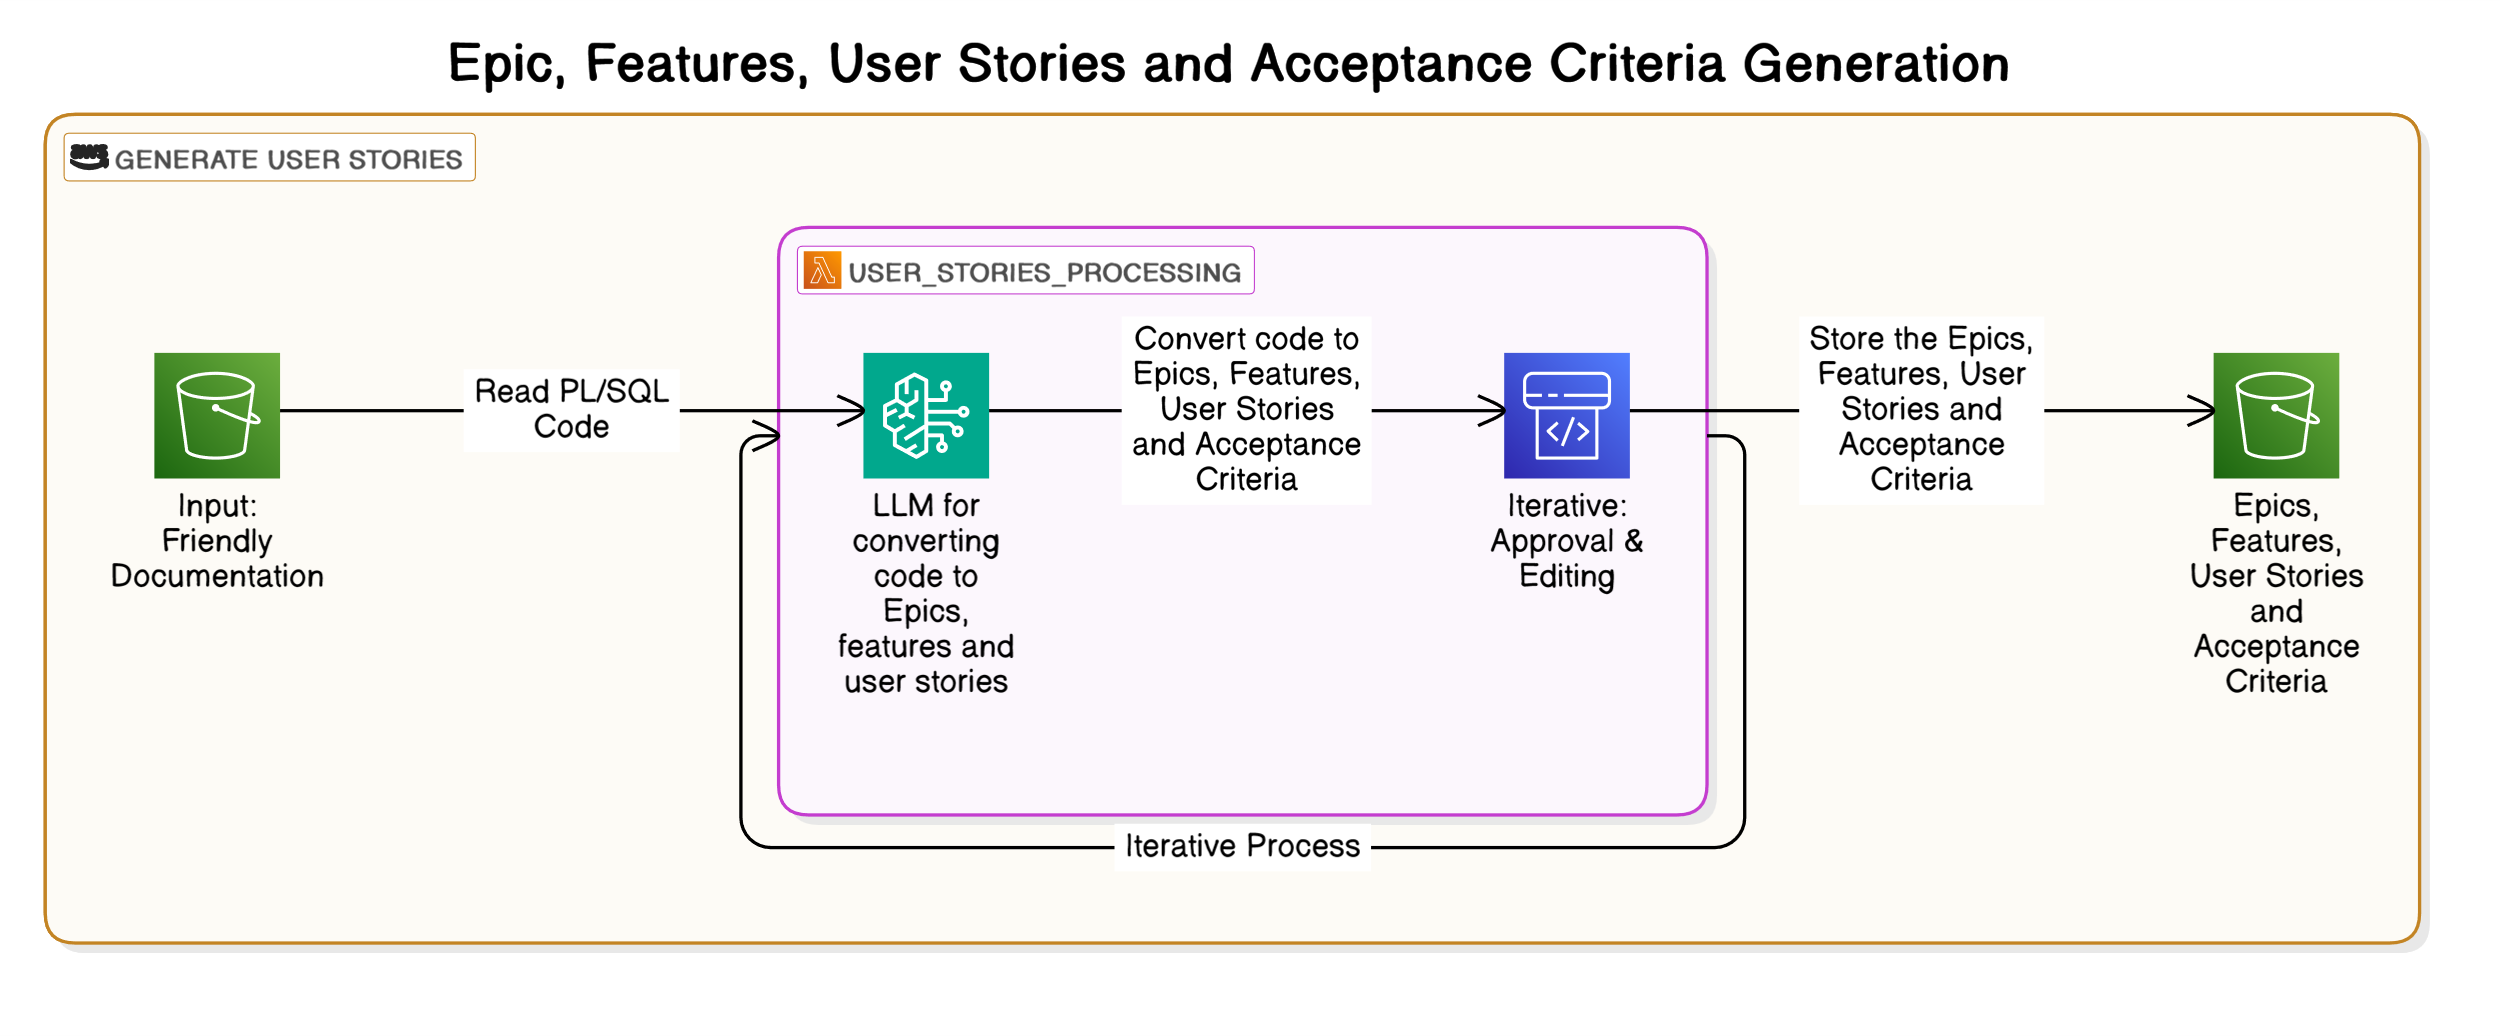 Epic, Features, User Stories and Acceptance Criteria Generation
aws GENERATE USER STORIES
USER_STORIES_PROCESSING
Read PL/SQL
Code
Convert code to
Epics, Features,
User Stories
and Acceptance
Criteria
Store the Epics,
Features, User
Stories and
Acceptance
Criteria
Input:
Friendly
Documentation
LLM for
converting
code to
Epics,
features and
user stories
Iterative:
Approval &
Editing
Epics,
Features,
User Stories
and
Acceptance
Criteria
Iterative Process